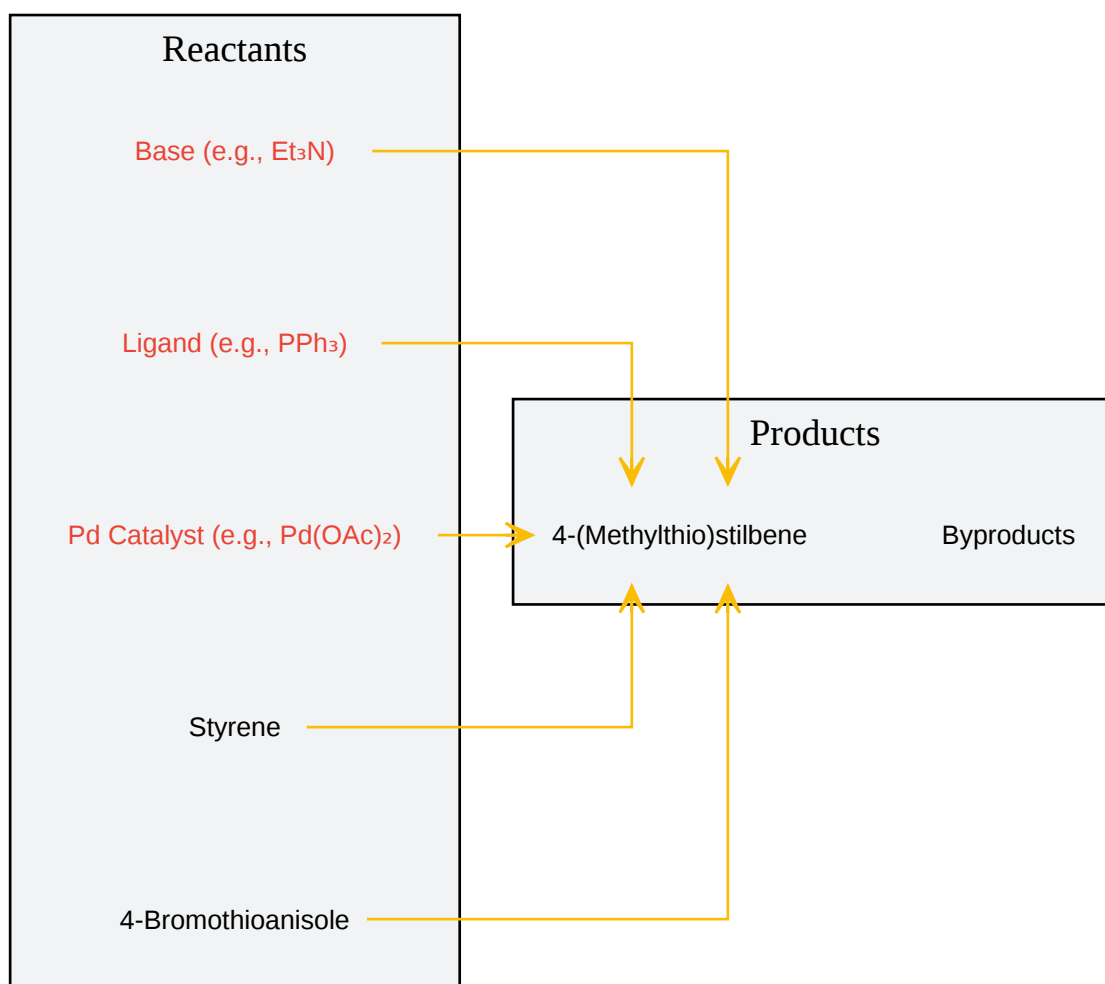 Reactants
Base (e.g., Et₃N)
Ligand (e.g., PPh₃)
Products
Pd Catalyst (e.g., Pd(OAc)₂)
4-(Methylthio)stilbene
Byproducts
Styrene
4-Bromothioanisole